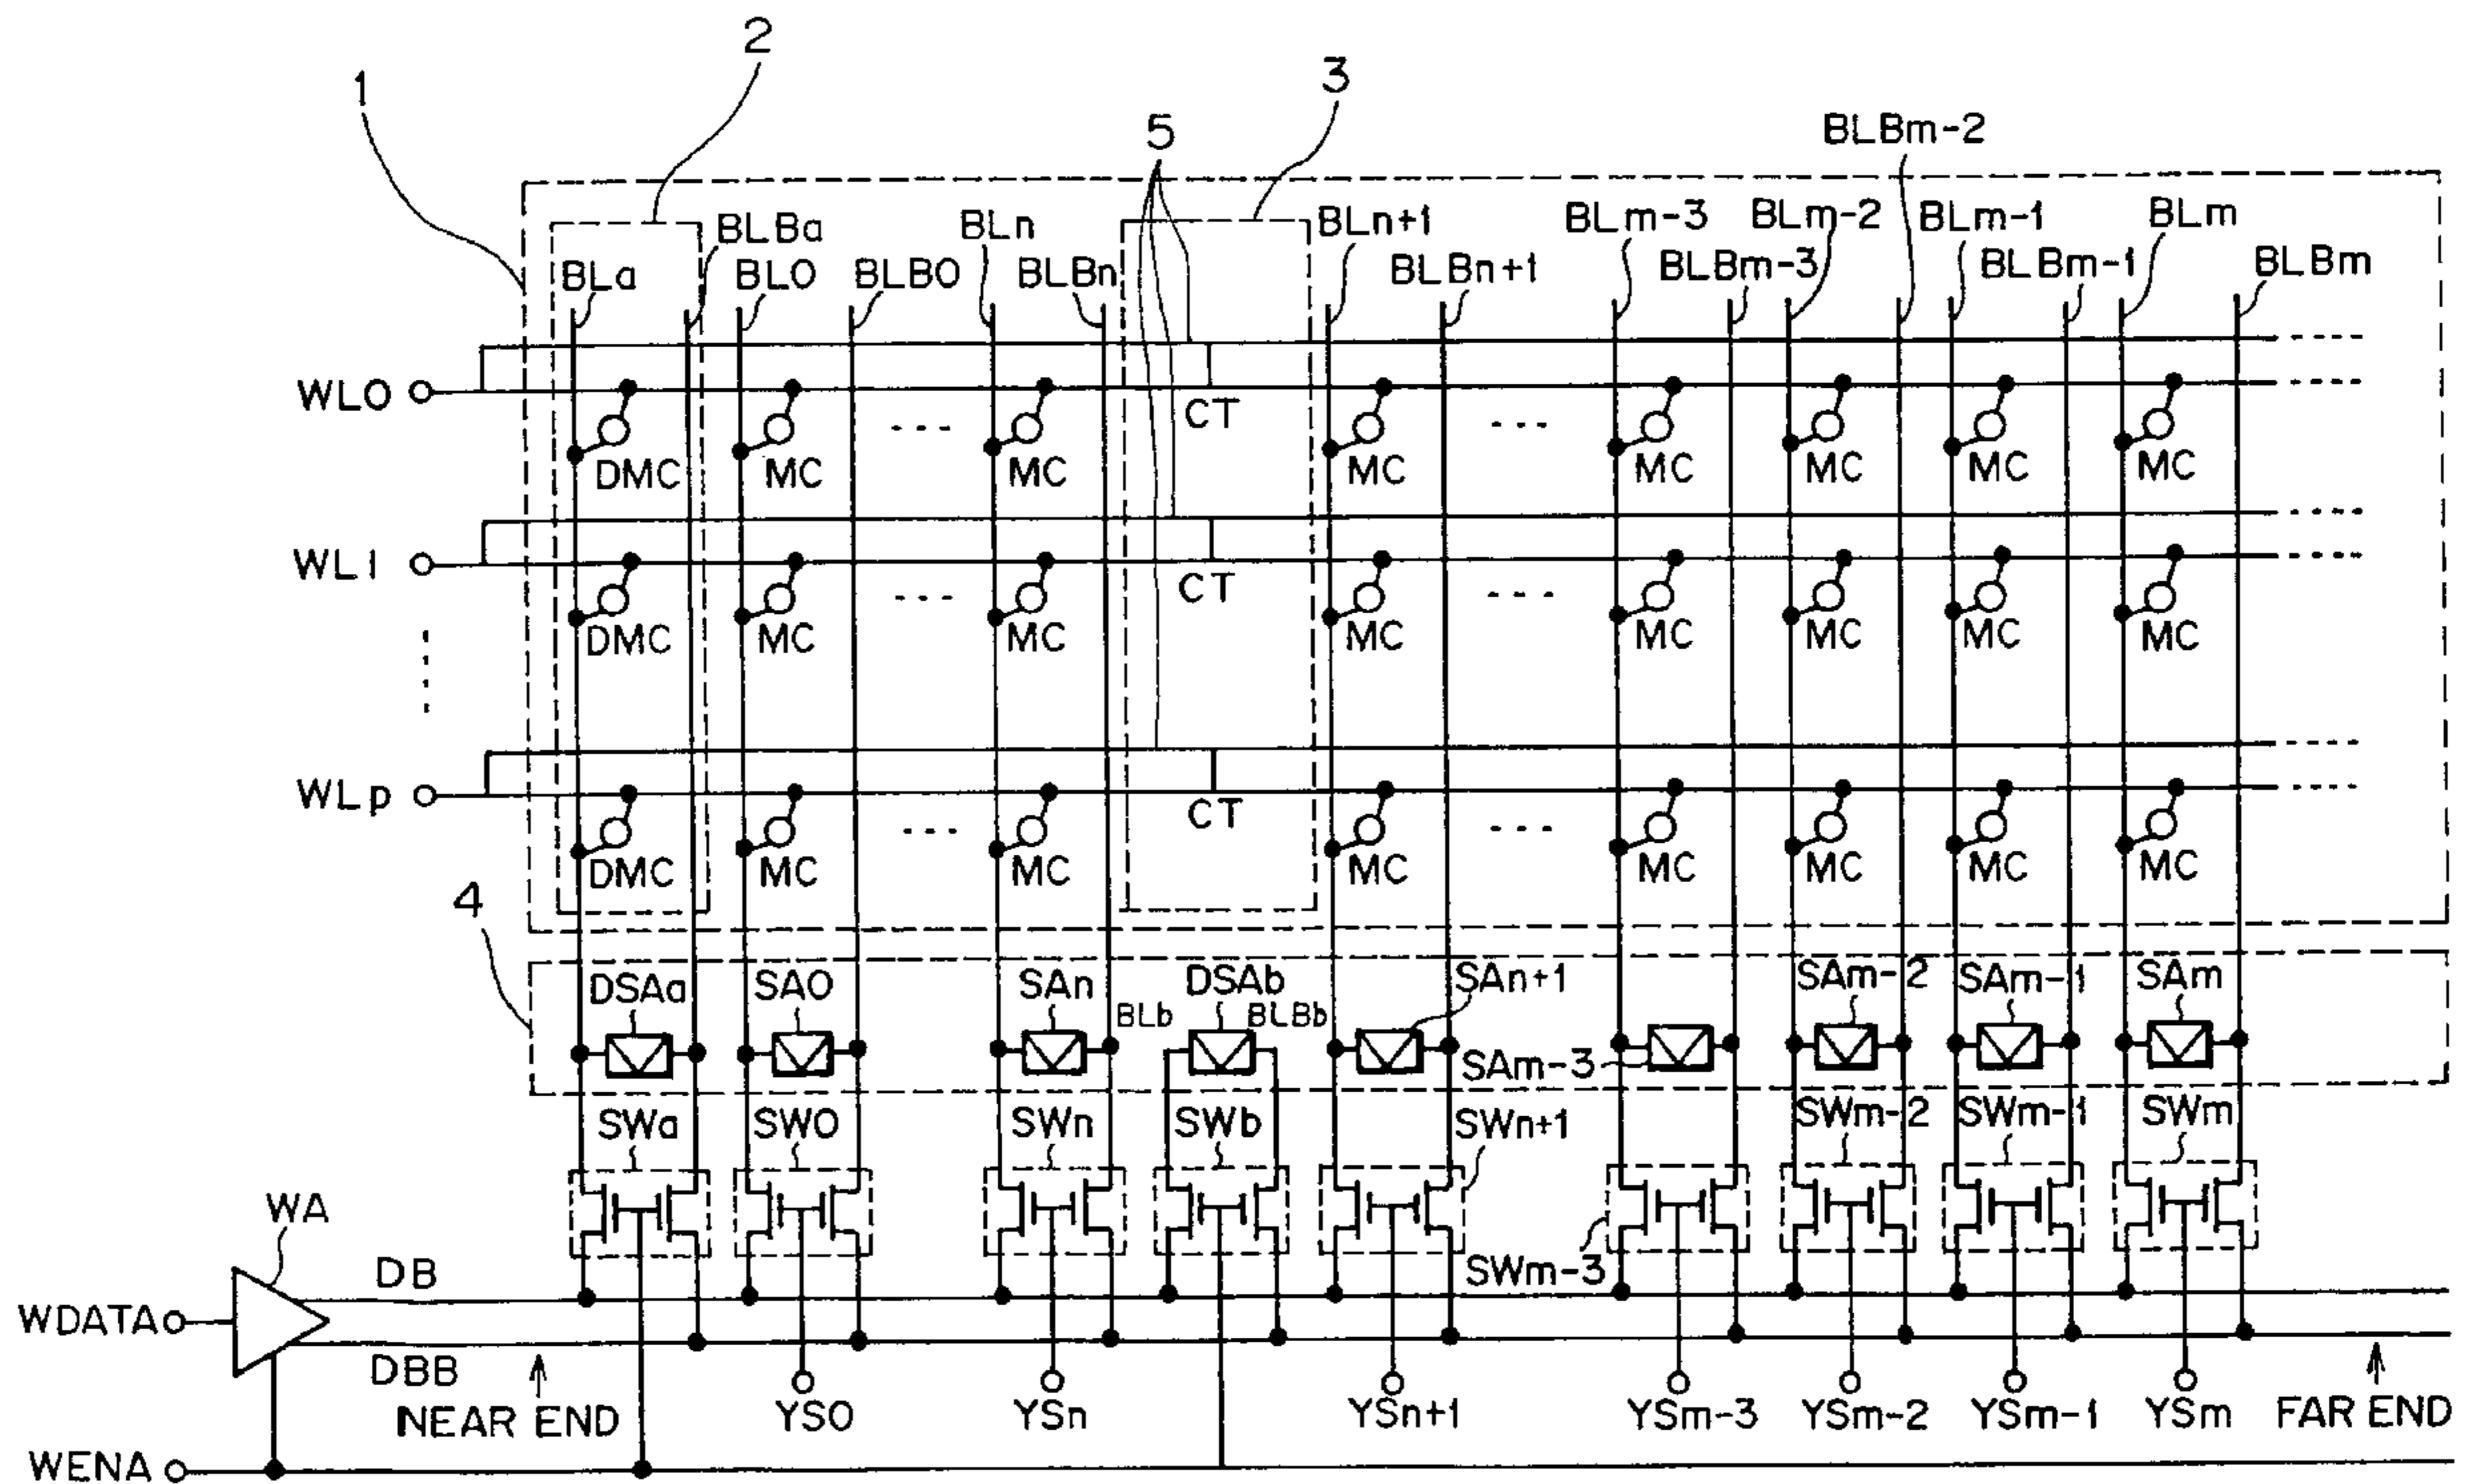 2
1
3
5
BLBm-2
BLBa
BLn
BLn+1
BLm-3
BLm-2
BLm-1
BLm
BLa
BL0
BLB0
BLBn
BLBn+1
BLBm-3
BLBm-1
BLBm
WL0
CT
DMC MC MC MC MC MC MC MC
WL1
CT
DMC MC MC MC MC MC MC MC
WLp
CT
DMC MC MC MC MC MC MC MC
4
DSAa SA0 SAn DSAb SAn+1 SAm-2 SAm-1 SAm
BLb BLBb
SAm-3
SWa SW0 SWn SWb SWn+1 SWm-2 SWm-1 SWm
WA
DB
SWm-3
WDATA
DBB
NEAR END
YS0 YSn YSn+1 YSm-3 YSm-2 YSm-1 YSm
FAR END
WENA